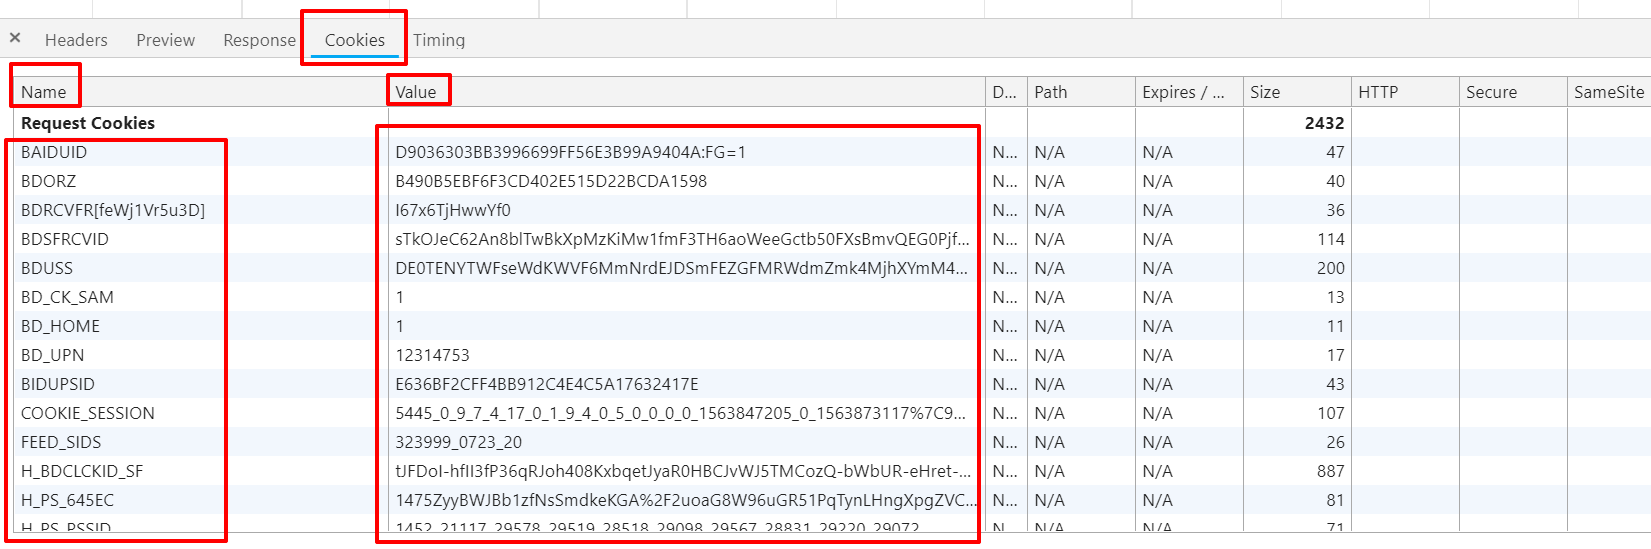 × Headers Preview Response Cookies Timing
Name Value D... Path Expires / ... Size HTTP Secure SameSite
Request Cookies 2432
BAIDUID D9036303BB3996699FF56E3B99A9404A:FG=1 N... N/A N/A 47
BDORZ B490B5EBF6F3CD402E515D22BCDA1598 N... N/A N/A 40
BDRCVFR[feWj1Vr5u3D] I67x6TjHwwYf0 N... N/A N/A 36
BDSFRCVID sTkOJeC62An8blTwBkXpMzKiMw1fmF3TH6aoWeeGctb50FXsBmvQEG0Pjf... N... N/A N/A 114
BDUSS DE0TENYTWFseWdKWVF6MmNrdEJDSmFEZGFMRWdmZmk4MjhXYmM4... N... N/A N/A 200
BD_CK_SAM 1 N... N/A N/A 13
BD_HOME 1 N... N/A N/A 11
BD_UPN 12314753 N... N/A N/A 17
BIDUPSID E636BF2CFF4BB912C4E4C5A17632417E N... N/A N/A 43
COOKIE_SESSION 5445_0_9_7_4_17_0_1_9_4_0_5_0_0_0_0_1563847205_0_1563873117%7C9... N... N/A N/A 107
FEED_SIDS 323999_0723_20 N... N/A N/A 26
H_BDCLCKID_SF tJFDoI-hfII3fP36qRJoh408KxbqetJyaR0HBCJvWJ5TMCozQ-bWbUR-eHret-... N... N/A N/A 887
H_PS_645EC 1475ZyyBWJBb1zfNsSmdkeKGA%2F2uoaG8W96uGR51PqTynLHngXpgZVC... N... N/A N/A 81
H_PS_PSSID 1452_21117_29578_29519_28518_29098_29567_28831_29220_29072 N... N/A N/A 71